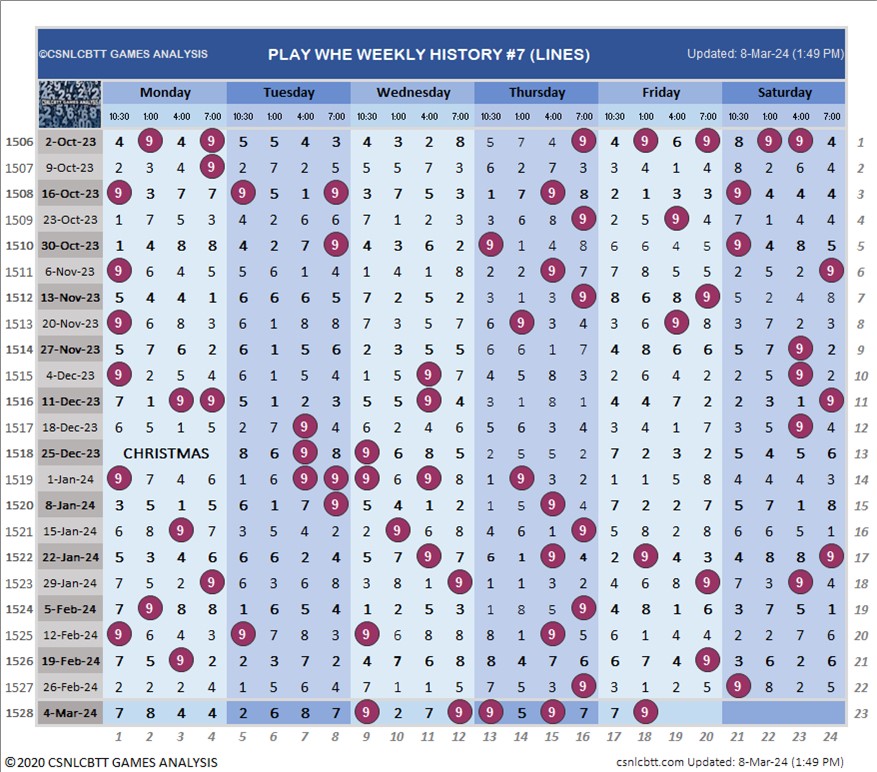 ©CSNLCBTT GAMES ANALYSIS PLAY WHE WEEKLY HISTORY #7 (LINES) Updated: 8-Mar-24 (1:49 PM)
Monday Tuesday Wednesday Thursday Friday Saturday
CSNLCBTT GAMES ANALYSIS
10:30 1:00 4:00 7:00 10:30 1:00 4:00 7:00 10:30 1:00 4:00 7:00 10:30 1:00 4:00 7:00 10:30 1:00 4:00 7:00 10:30 1:00 4:00 7:00
1506 2-Oct-23 4 9 4 9 5 5 4 3 4 3 2 8 5 7 4 9 4 9 6 9 8 9 9 4 1
1507 9-Oct-23 2 3 4 9 2 7 2 5 5 5 7 3 6 2 7 3 3 4 1 4 8 2 6 4 2
1508 16-Oct-23 9 3 7 7 9 5 1 9 3 7 5 3 1 7 9 8 2 1 3 3 9 4 4 4 3
1509 23-Oct-23 1 7 5 3 4 2 6 6 7 1 2 3 3 6 8 9 2 5 9 4 7 1 4 4 4
1510 30-Oct-23 1 4 8 8 4 2 7 9 4 3 6 2 9 1 4 8 6 6 4 5 9 4 8 5 5
1511 6-Nov-23 9 6 4 5 5 6 1 4 1 4 1 8 2 2 9 7 7 8 5 5 2 5 2 9 6
1512 13-Nov-23 5 4 4 1 6 6 6 5 7 2 5 2 3 1 3 9 8 6 8 9 5 2 4 8 7
1513 20-Nov-23 9 6 8 3 6 1 8 8 7 3 5 7 6 9 3 4 3 6 9 8 3 7 2 3 8
1514 27-Nov-23 5 7 6 2 6 1 5 6 2 3 5 5 6 6 1 7 4 8 6 6 5 7 9 2 9
1515 4-Dec-23 9 2 5 4 6 1 5 4 1 5 9 7 4 5 8 3 2 6 4 2 2 5 9 2 10
1516 11-Dec-23 7 1 9 9 5 1 2 3 5 5 9 4 3 1 8 1 4 4 7 2 2 3 1 9 11
1517 18-Dec-23 6 5 1 5 2 7 9 4 6 6 2 4 5 6 3 4 3 4 1 7 3 5 9 6 12
1518 25-Dec-23 CHRISTMAS 8 6 9 8 9 6 8 5 2 5 5 2 7 2 3 2 5 4 5 6 13
1519 1-Jan-24 9 7 4 6 1 6 9 9 9 6 9 4 1 9 3 2 1 1 5 8 4 4 3 4 14
1520 8-Jan-24 3 5 1 5 6 1 7 9 5 4 1 2 1 5 9 4 7 2 2 7 5 7 1 8 15
1521 15-Jan-24 6 8 9 7 3 5 4 2 2 9 6 8 4 6 1 9 5 8 2 8 6 6 5 1 16
1522 22-Jan-24 5 3 4 6 6 6 2 4 5 7 9 7 6 1 9 4 2 9 4 3 4 8 8 9 17
1523 29-Jan-24 7 5 2 9 6 3 6 8 3 8 1 9 1 1 3 2 4 6 8 9 7 3 9 4 18
1524 5-Feb-24 7 9 8 8 1 6 5 4 1 2 5 3 1 8 5 9 4 8 1 6 3 7 5 1 19
1525 12-Feb-24 9 6 4 3 9 7 8 3 9 6 8 8 8 1 9 5 6 1 4 4 2 2 7 6 20
1526 19-Feb-24 7 5 9 2 2 3 7 2 4 7 6 8 8 4 7 6 6 7 4 9 3 6 2 6 21
1527 26-Feb-24 2 2 2 4 1 5 6 4 7 1 1 5 7 5 3 9 3 1 2 5 9 8 2 5 22
1528 4-Mar-24 7 8 4 4 2 6 8 7 9 2 7 9 9 5 9 7 7 9 23
1 2 3 4 5 6 7 8 9 10 11 12 13 14 15 16 17 18 19 20 21 22 23 24
©2020 CSNLCBTT GAMES ANALYSIS csnlcbtt.com Updated: 8-Mar-24 (1:49 PM)